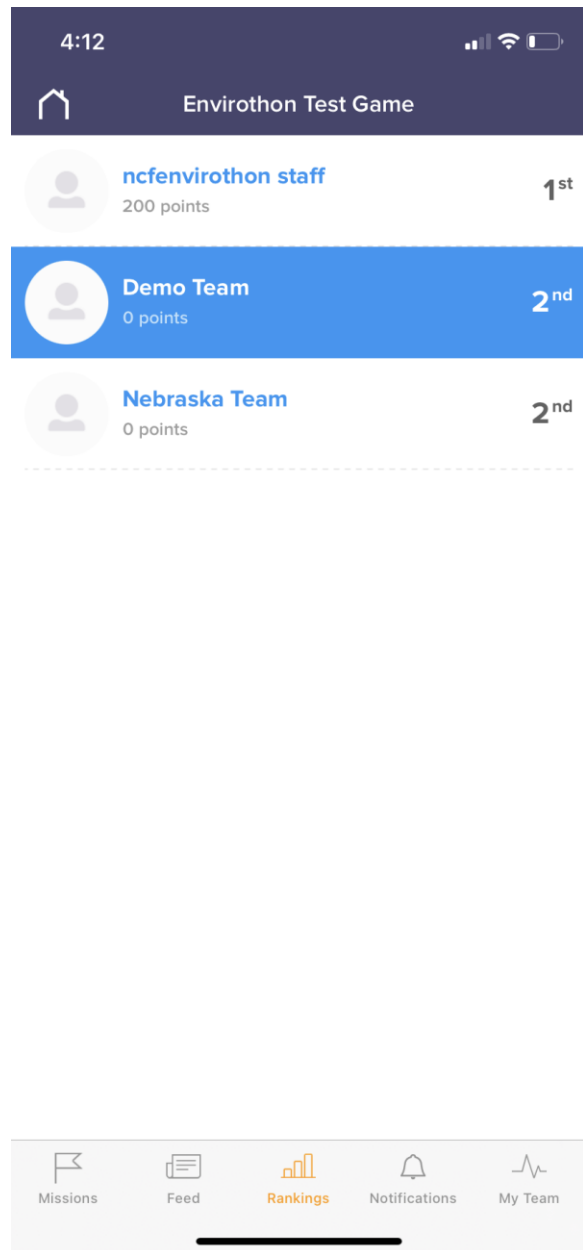 4:12
Envirothon Test Game
ncfenvirothon staff
200 points
1st
Demo Team
0 points
2nd
Nebraska Team
0 points
2nd
Missions
Feed
Rankings
Notifications
My Team